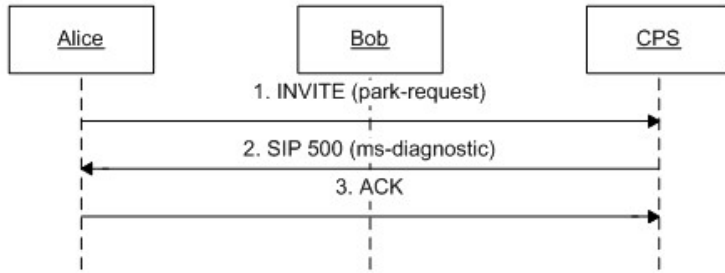 Alice
Bob
CPS
1. INVITE (park-request)
2. SIP 500 (ms-diagnostic)
3. ACK